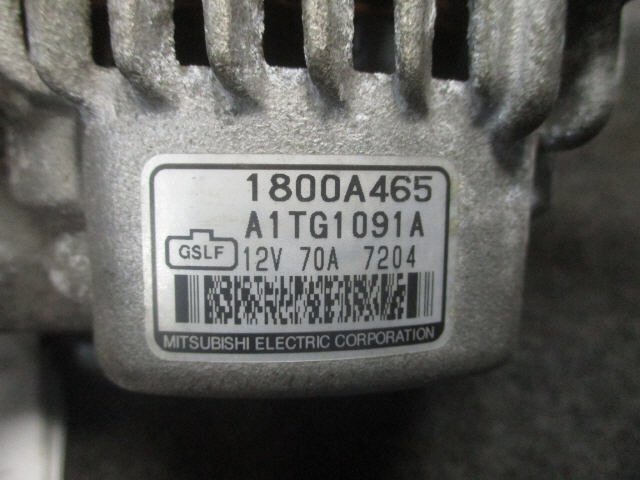 1800A465
A1TG1091A
GSLF 12V 70A 7204
MITSUBISHI ELECTRIC CORPORATION